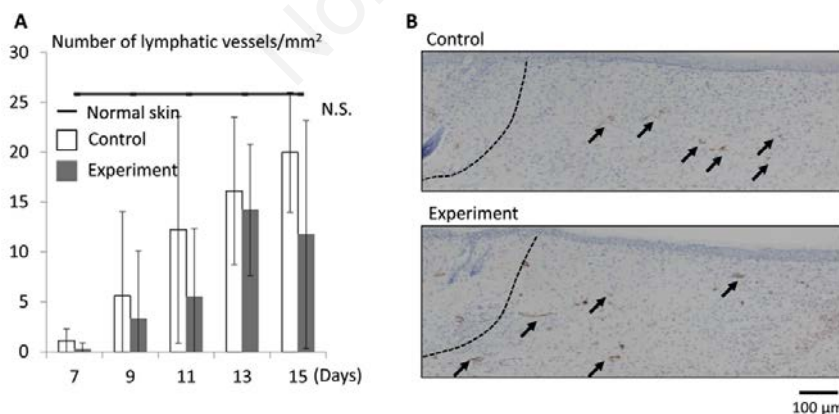 A
Number of lymphatic vessels/mm²
30
25
20
15
10
5
0
Normal skin
Control
Experiment
N.S.
7 9 11 13 15 (Days)
B
Control
Experiment
100 μm